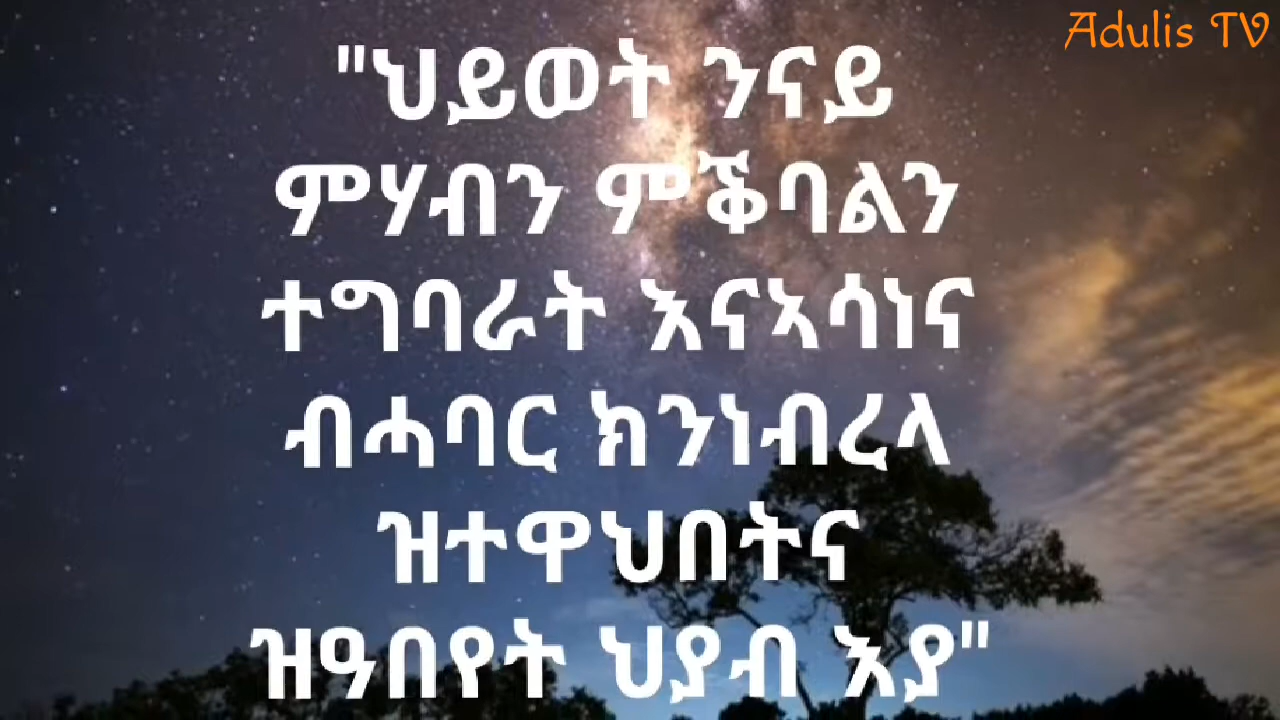 Adulis TV
"ህይወት ንናይ
ምሃብን ምቕባልን
ተግባራት እናኣሳነና
ብሓባር ክንነብረላ
ዝተዋህበትና
ዝዓበየት ህያብ እያ"